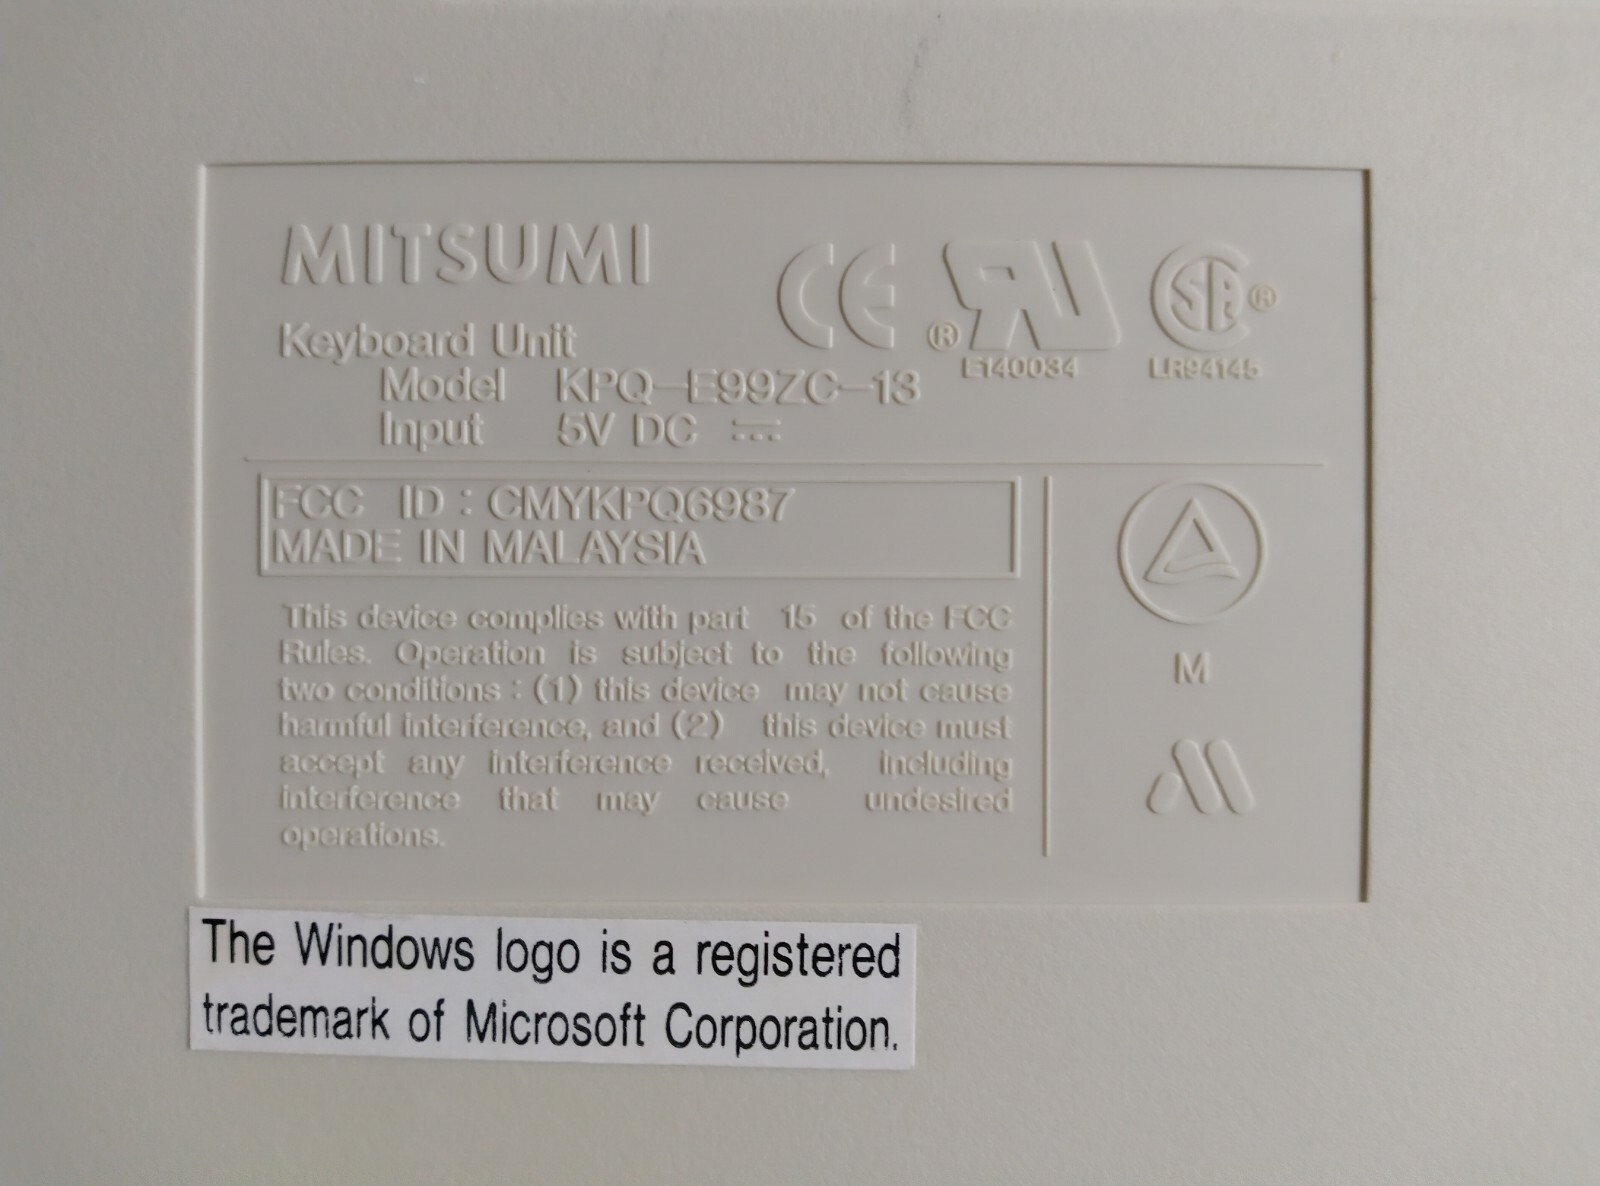 MITSUMI
CE
RU ®
SA ®
E140034
LR94145
Keyboard Unit
Model KPQ-E99ZC-13
Input 5V DC
FCC ID : CMYKPQ6987
MADE IN MALAYSIA
This device complies with part 15 of the FCC
Rules. Operation is subject to the following
two conditions : (1) this device may not cause
harmful interference, and (2) this device must
accept any interference received, including
interference that may cause undesired
operations.
M
The Windows logo is a registered
trademark of Microsoft Corporation.